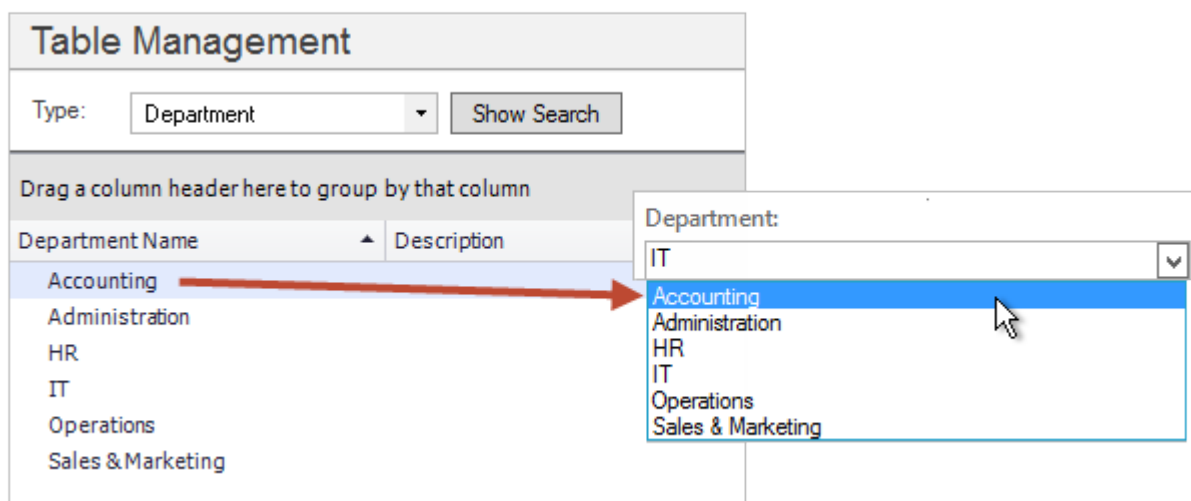 Table Management
Type: Department Show Search
Drag a column header here to group by that column
Department Name Description
Accounting
Administration
HR
IT
Operations
Sales & Marketing
Department:
IT
Accounting
Administration
HR
IT
Operations
Sales & Marketing